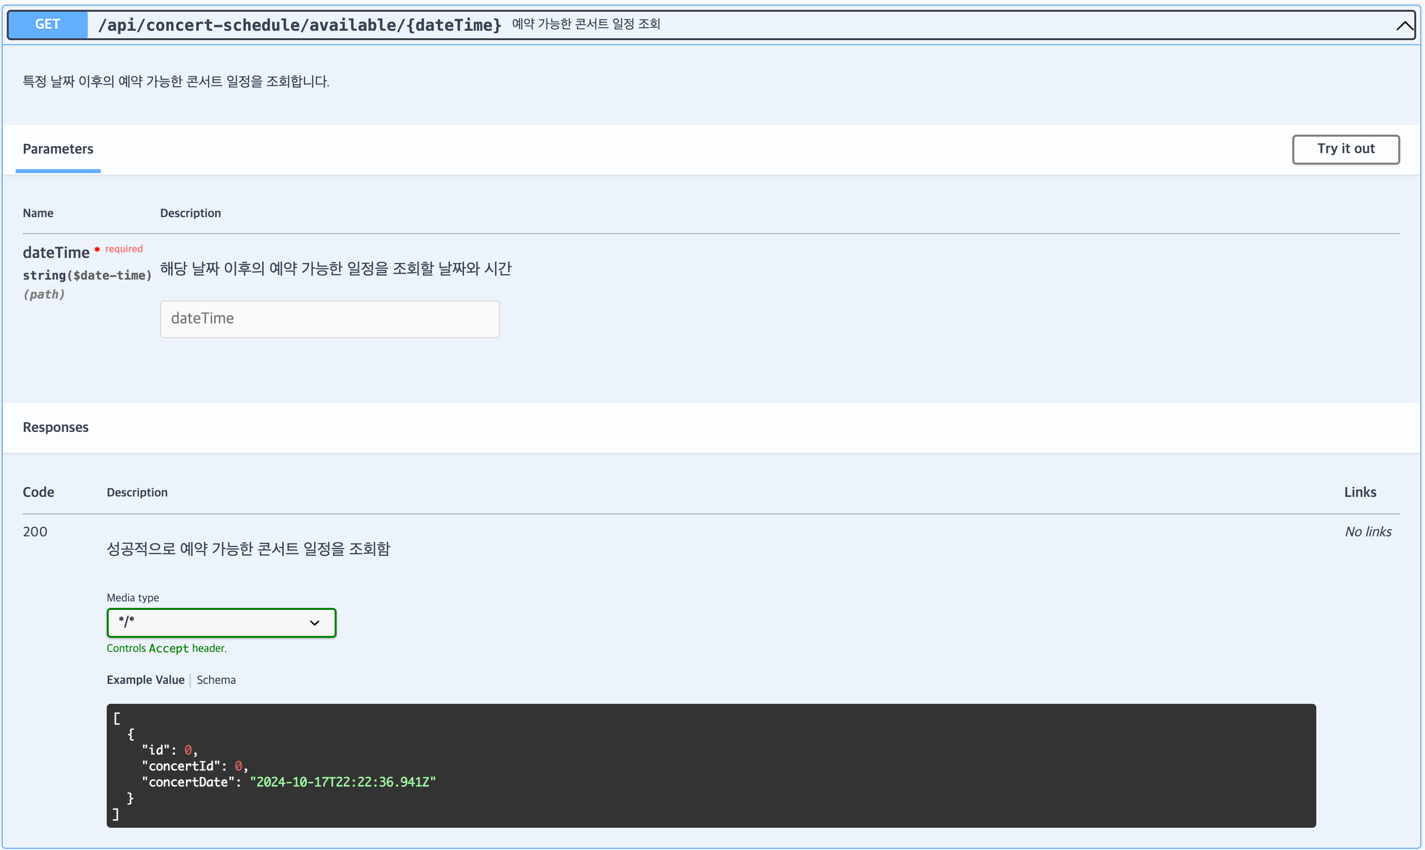 GET /api/concert-schedule/available/{dateTime} 예약 가능한 콘서트 일정 조회
특정 날짜 이후의 예약 가능한 콘서트 일정을 조회합니다.
Parameters
Try it out
Name Description
dateTime * required
string($date-time)
(path)
해당 날짜 이후의 예약 가능한 일정을 조회할 날짜와 시간
dateTime
Responses
Code Description Links
200
성공적으로 예약 가능한 콘서트 일정을 조회함
No links
Media type
*/*
Controls Accept header.
Example Value | Schema
[
  {
    "id": 0,
    "concertId": 0,
    "concertDate": "2024-10-17T22:22:36.941Z"
  }
]